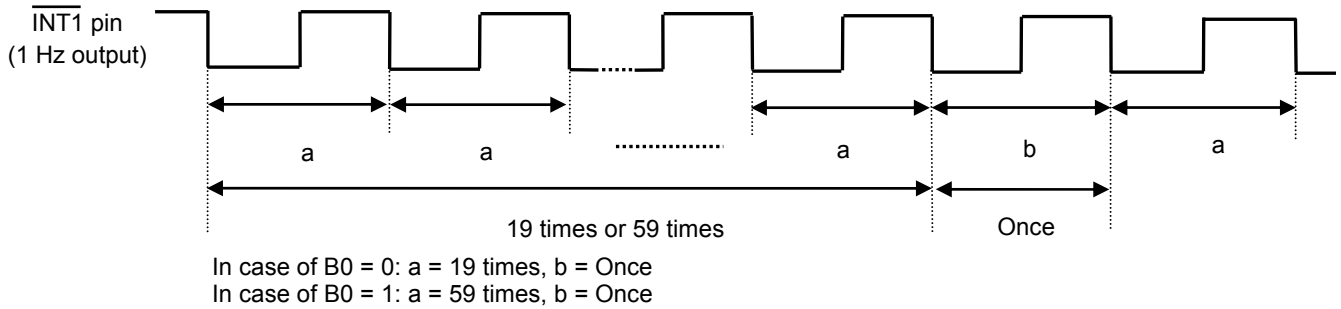 INT1 pin
(1 Hz output)
a a a b a
19 times or 59 times Once
In case of B0 = 0: a = 19 times, b = Once
In case of B0 = 1: a = 59 times, b = Once